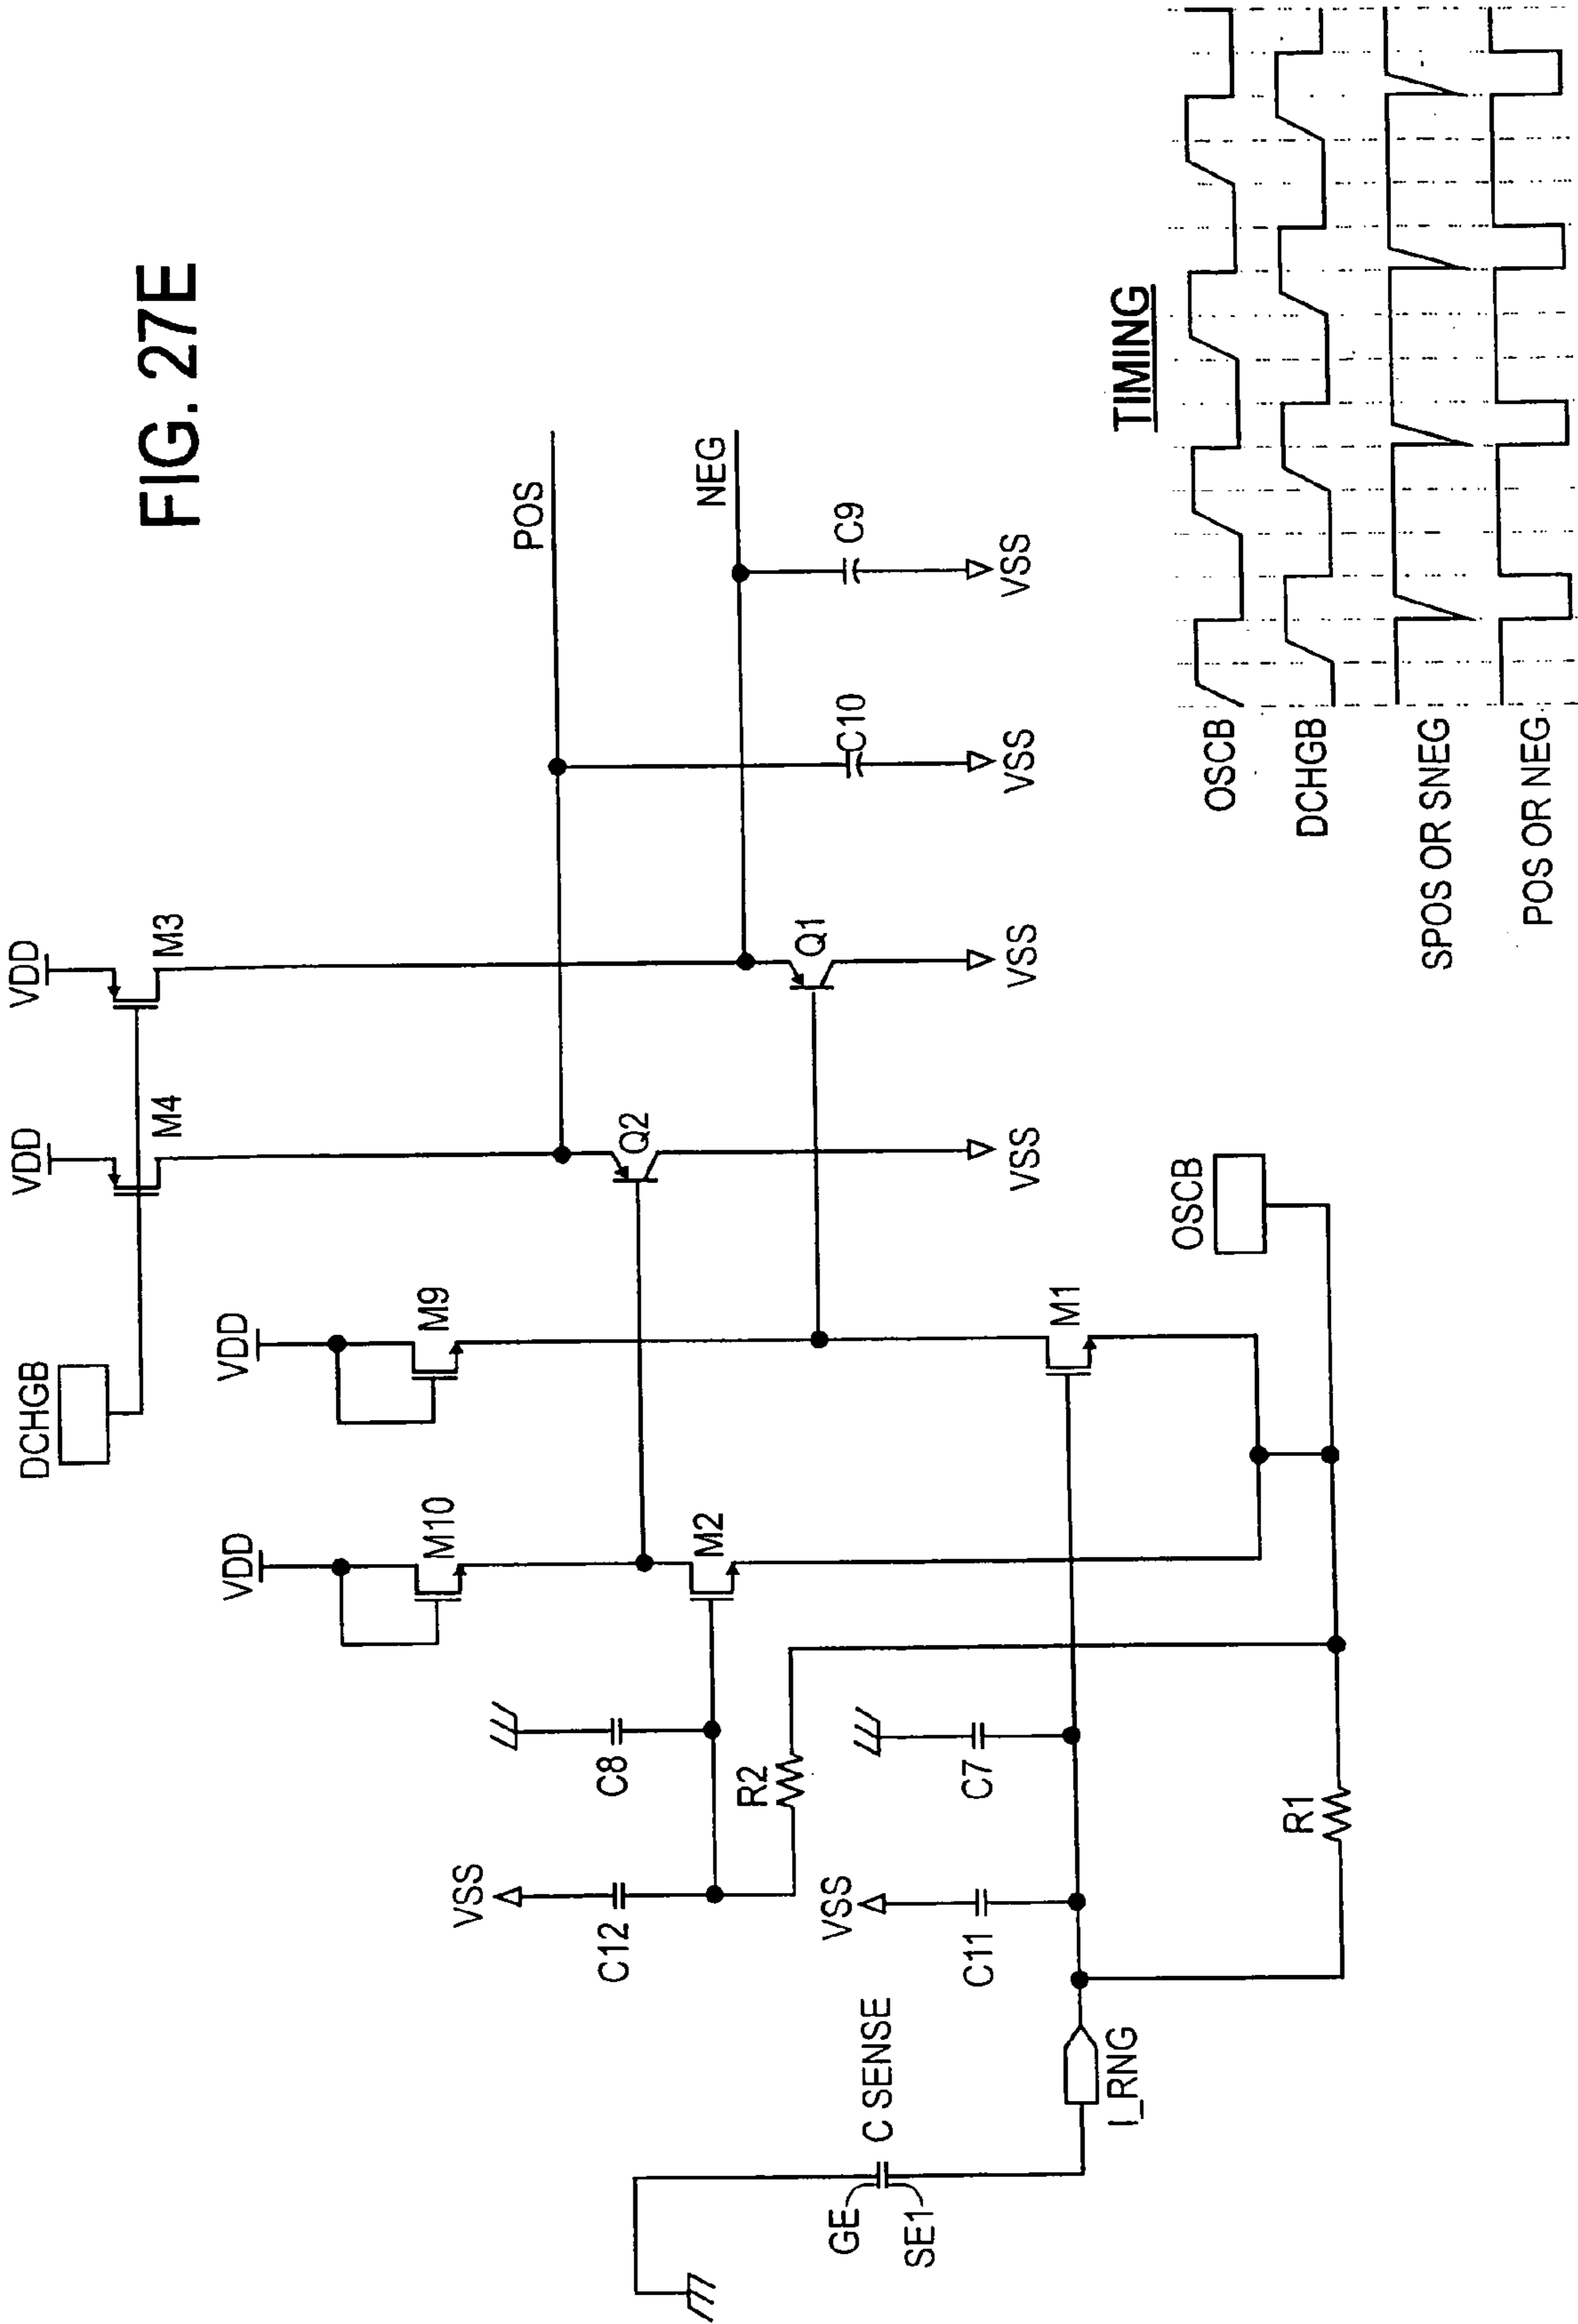 FIG. 27E
DCHGB
VDD
M4
VDD
M3
VDD
M10
VDD
M9
POS
NEG
Q2
Q1
VSS
VSS
C10
VSS
C9
VSS
VSS
C12
C8
M2
R2
VSS
C11
C7
M1
GE
SE1
C SENSE
I_RNG
R1
OSCB
TIMING
OSCB
DCHGB
SPOS OR SNEG
POS OR NEG